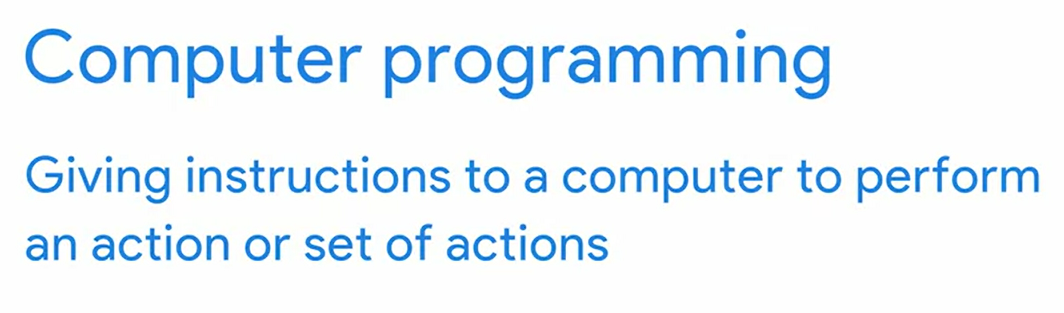 Computer programming
Giving instructions to a computer to perform
an action or set of actions